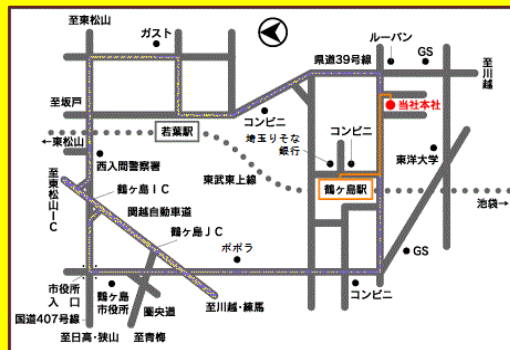 至東松山
ガスト
ルーパン
GS
県道39号線
至川越
至坂戸
コンビニ
当社本社
若葉駅
埼玉りそな
銀行
コンビニ
←東松山
東洋大学
西入間警察署
至東松山IC
鶴ヶ島IC
東武東上線
鶴ヶ島駅
池袋→
関越自動車道
鶴ヶ島JC
ポポラ
GS
市役所
入口
鶴ヶ島
市役所
圏央道
至川越・練馬
コンビニ
国道407号線
至日高・狭山
至青梅